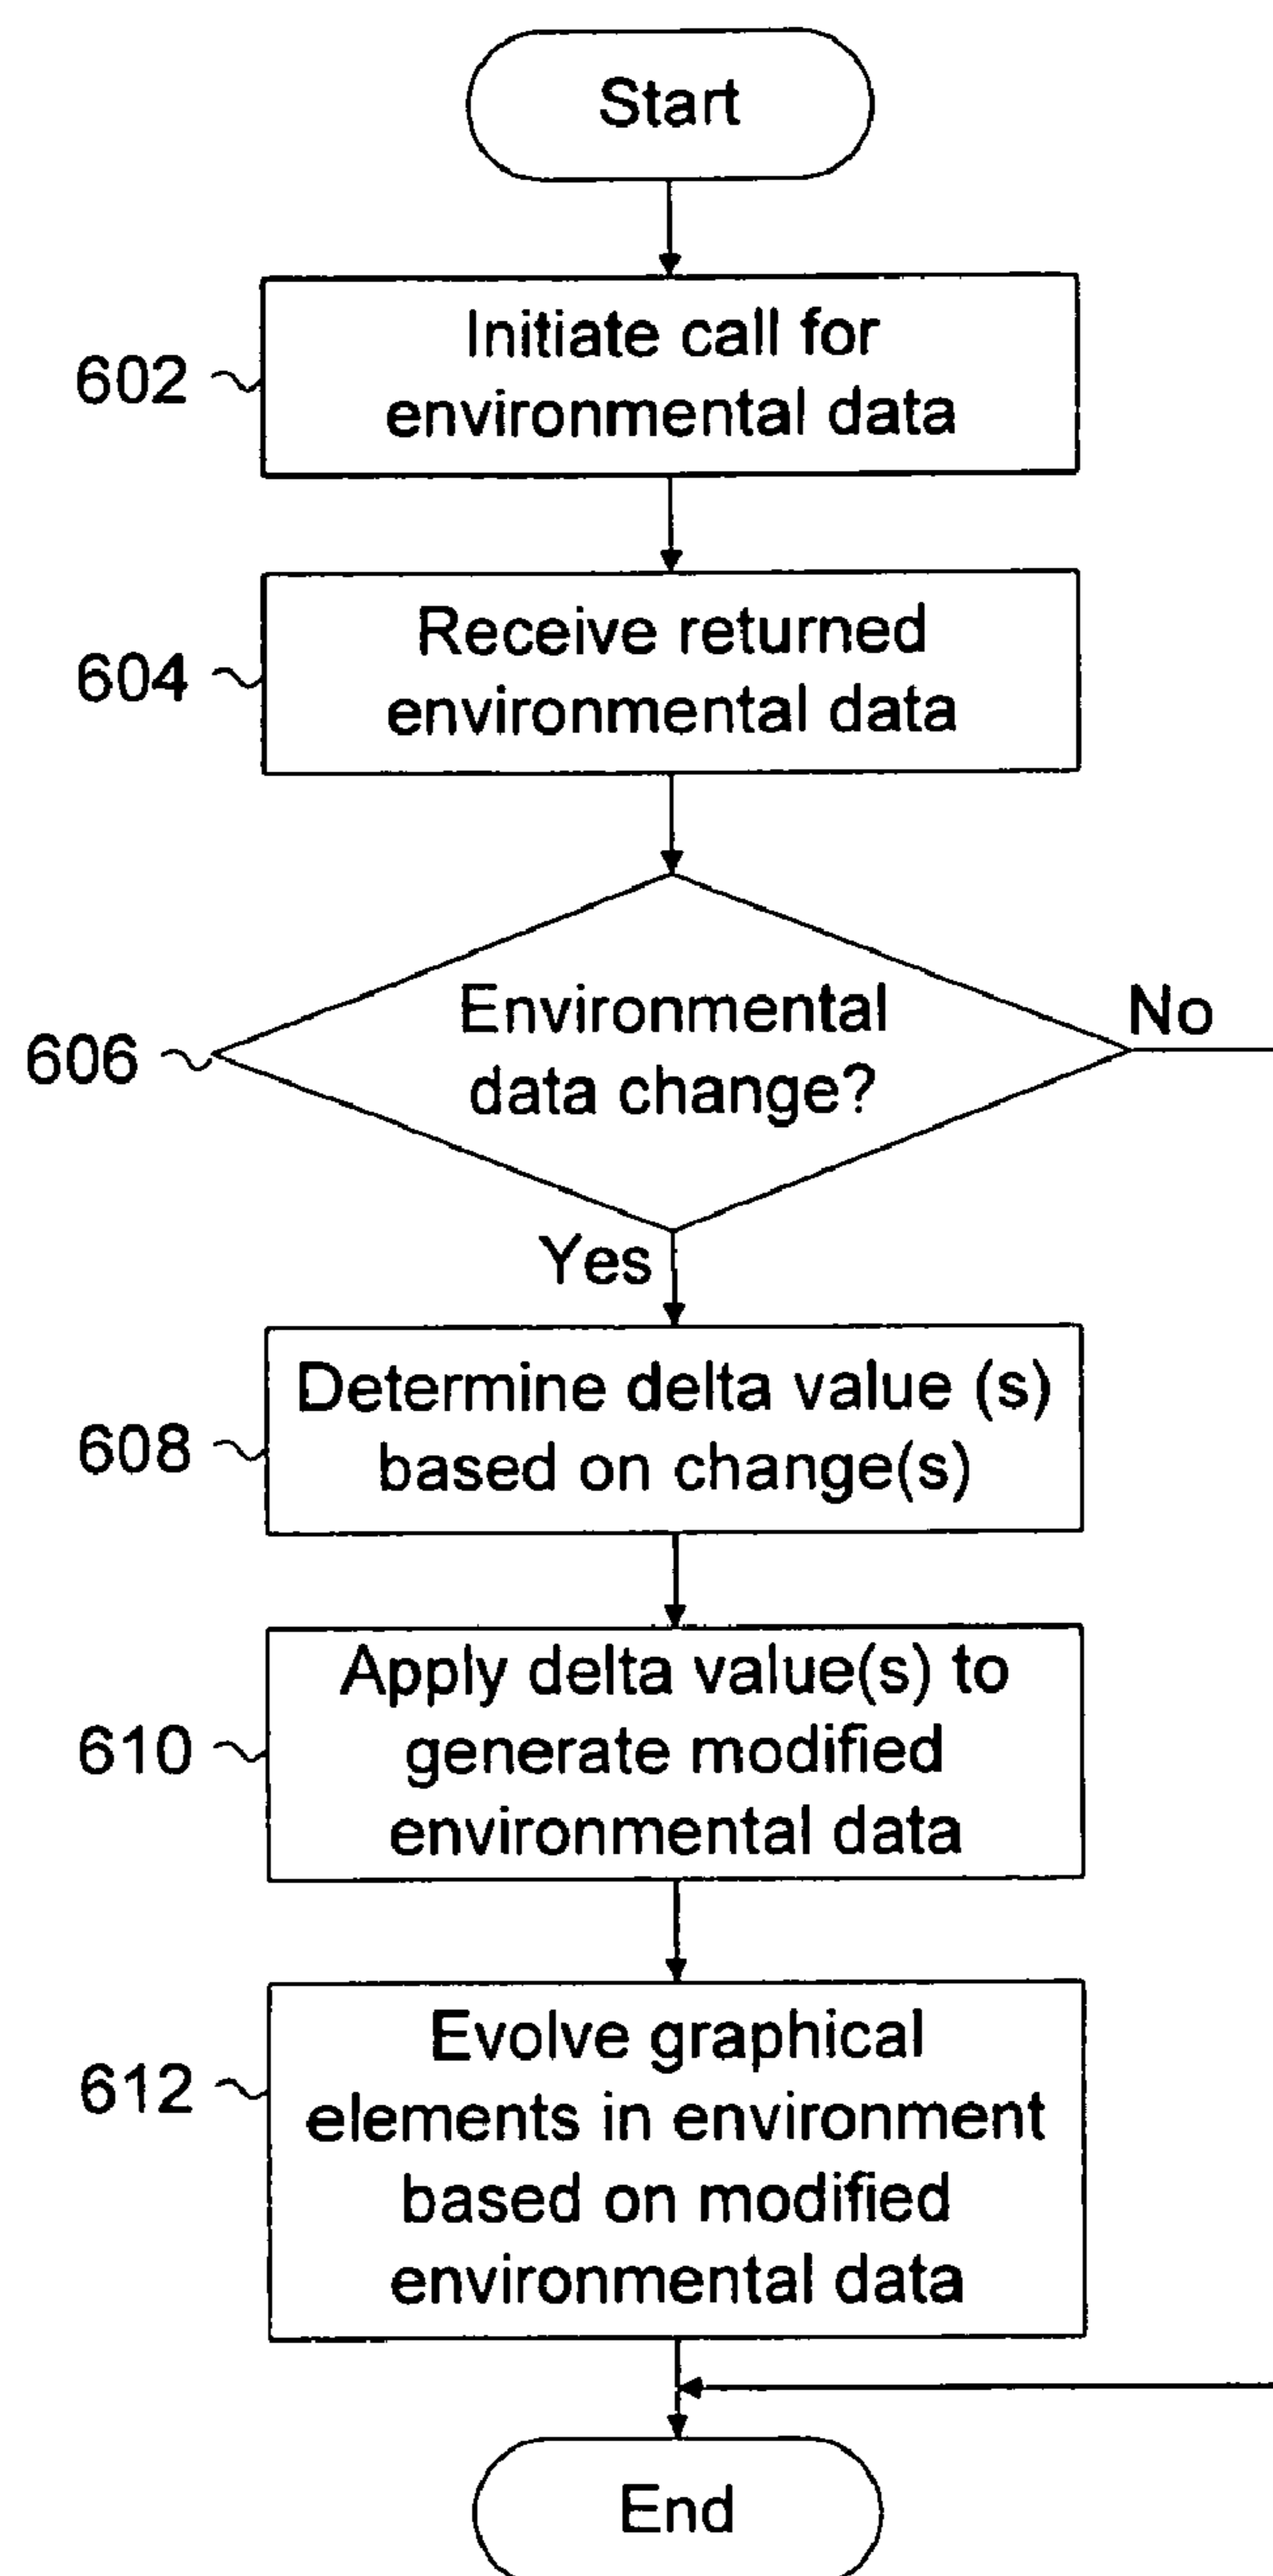 Start
602
Initiate call for
environmental data
604
Receive returned
environmental data
606
Environmental
data change?
No
Yes
608
Determine delta value (s)
based on change(s)
610
Apply delta value(s) to
generate modified
environmental data
612
Evolve graphical
elements in environment
based on modified
environmental data
End